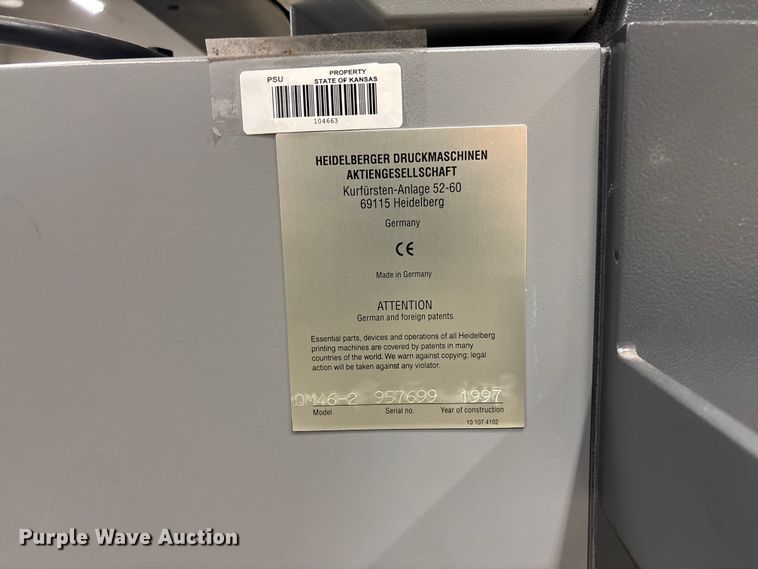 PSU
PROPERTY
STATE OF KANSAS
104663
HEIDELBERGER DRUCKMASCHINEN
AKTIENGESELLSCHAFT
Kurfürsten-Anlage 52-60
69115 Heidelberg
Germany
CE
Made in Germany
ATTENTION
German and foreign patents
Essential parts, devices and operations of all Heidelberg
printing machines are covered by patents in many
countries of the world. We warn against copying; legal
action will be taken against any violator.
QM46-2 957699 1997
Model Serial no. Year of construction
10.107.4102
Purple Wave Auction